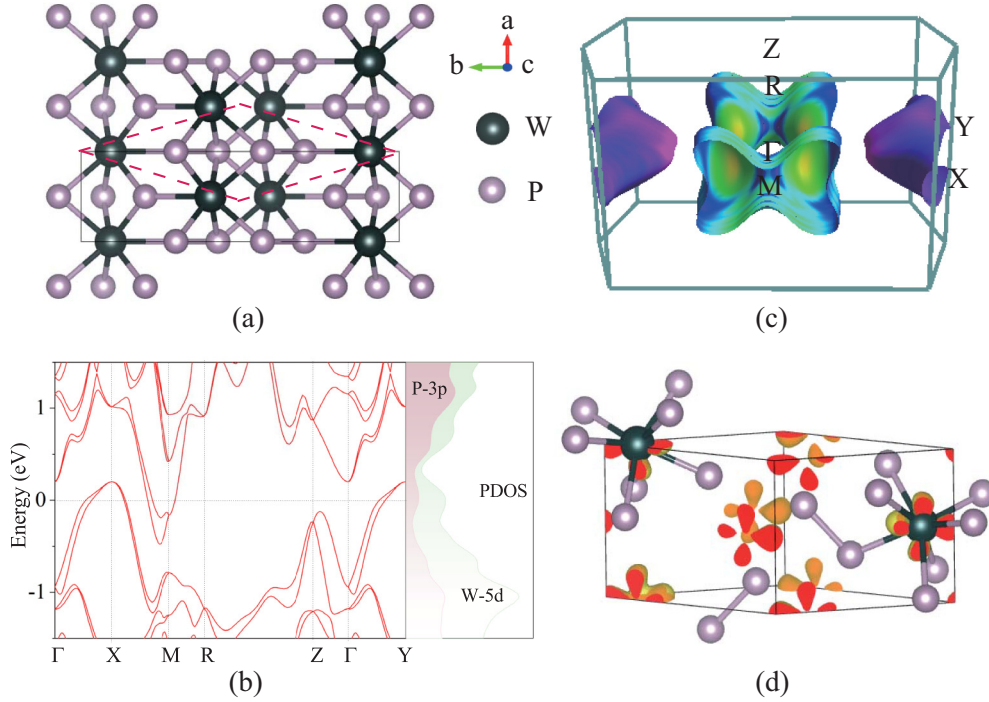 a
b
c
W
P
(a)
Z
R
Y
X
M
(c)
Energy (eV)
1
0
-1
P-3p
PDOS
W-5d
Γ
X
M
R
Z
Γ
Y
(b)
(d)